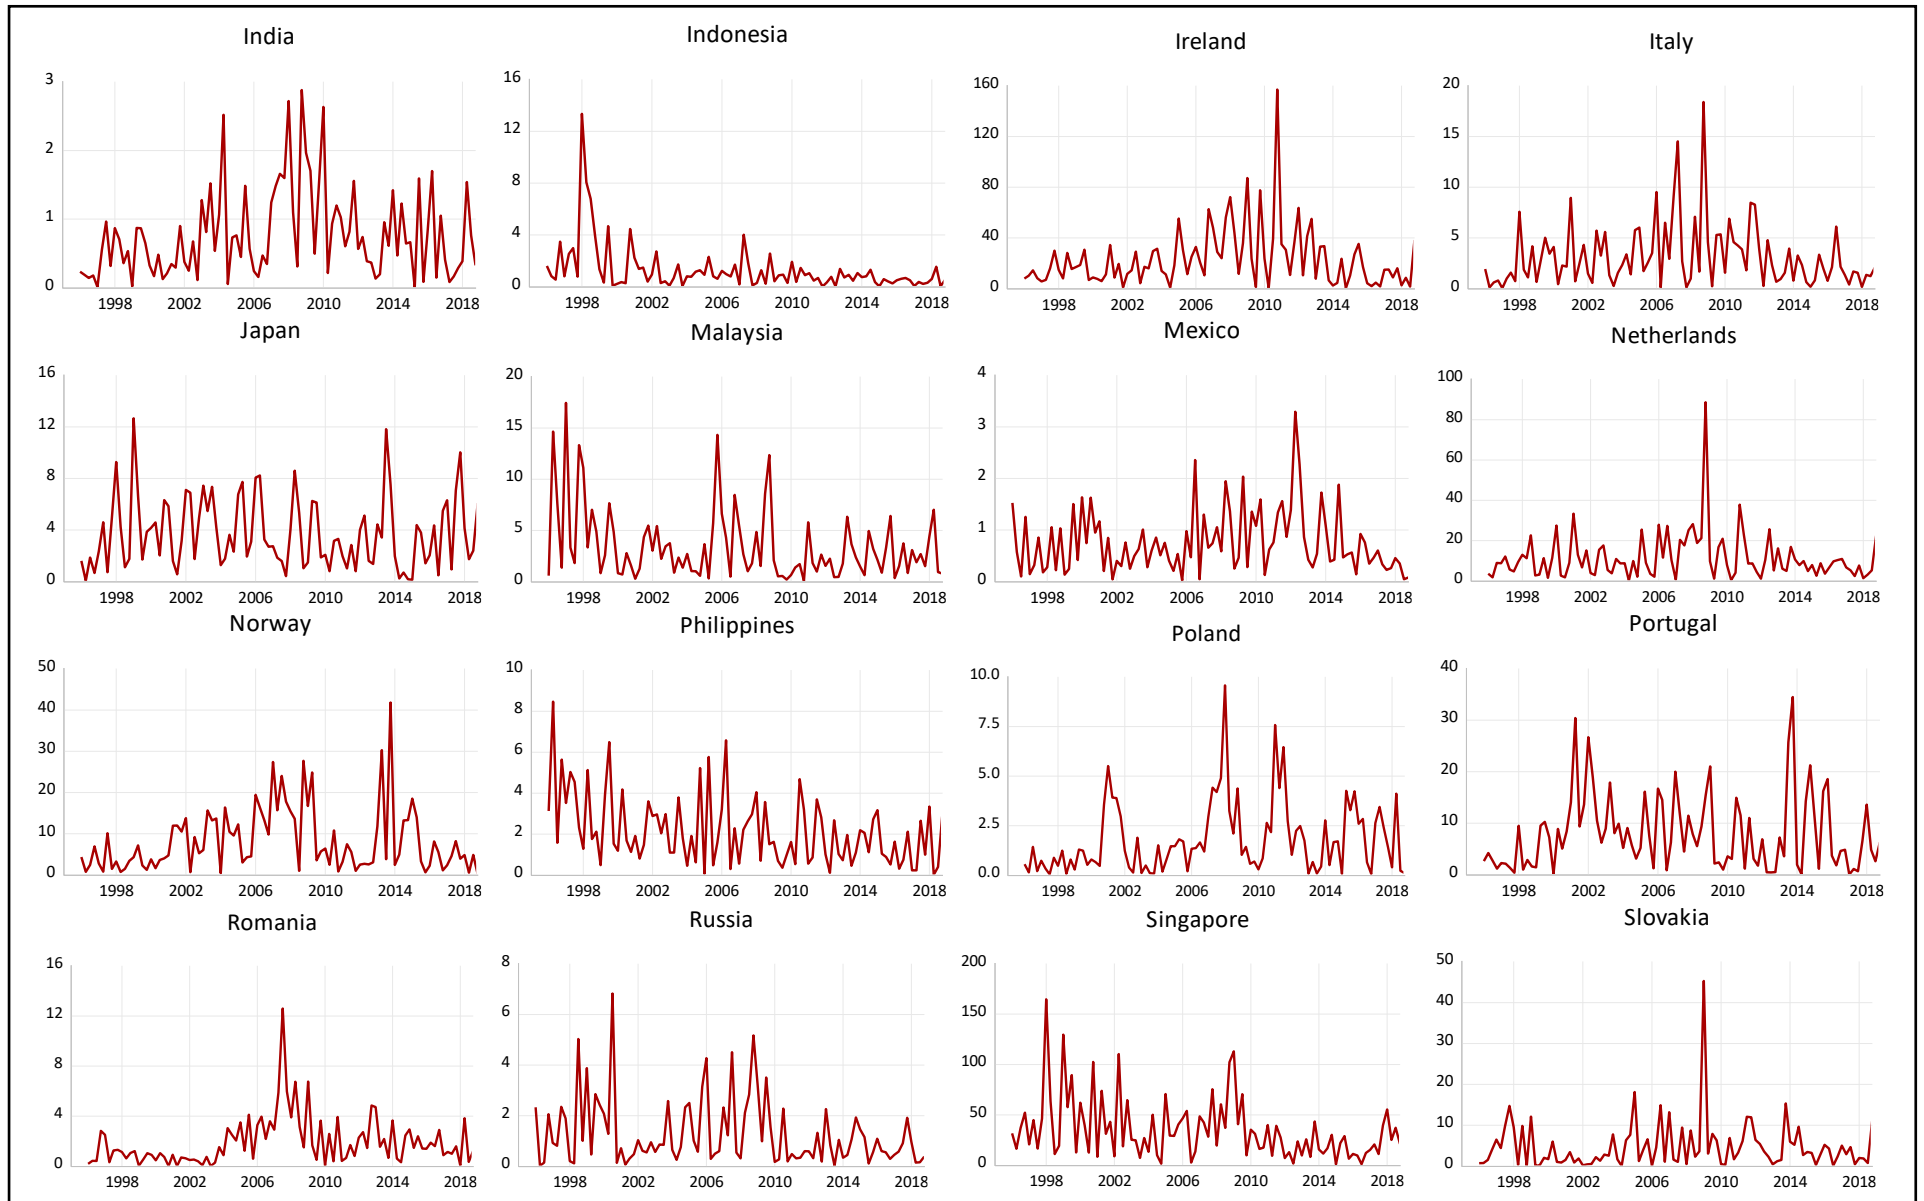 India
Indonesia
Ireland
Italy
3
2
1
0
1998 2002 2006 2010 2014 2018
16
12
8
4
0
1998 2002 2006 2010 2014 2018
160
120
80
40
0
1998 2002 2006 2010 2014 2018
20
15
10
5
0
1998 2002 2006 2010 2014 2018
Japan
Malaysia
Mexico
Netherlands
16
12
8
4
0
1998 2002 2006 2010 2014 2018
20
15
10
5
0
1998 2002 2006 2010 2014 2018
4
3
2
1
0
1998 2002 2006 2010 2014 2018
100
80
60
40
20
0
1998 2002 2006 2010 2014 2018
Norway
Philippines
Poland
Portugal
50
40
30
20
10
0
1998 2002 2006 2010 2014 2018
10
8
6
4
2
0
1998 2002 2006 2010 2014 2018
10.0
7.5
5.0
2.5
0.0
1998 2002 2006 2010 2014 2018
40
30
20
10
0
1998 2002 2006 2010 2014 2018
Romania
Russia
Singapore
Slovakia
16
12
8
4
0
1998 2002 2006 2010 2014 2018
8
6
4
2
0
1998 2002 2006 2010 2014 2018
200
150
100
50
0
1998 2002 2006 2010 2014 2018
50
40
30
20
10
0
1998 2002 2006 2010 2014 2018